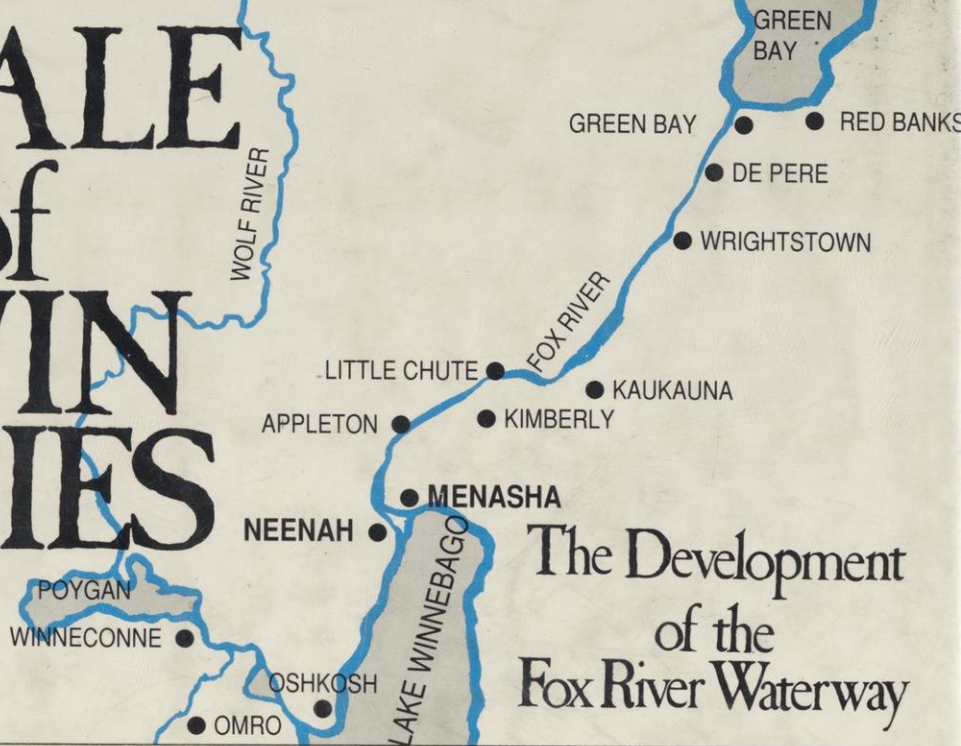 ALE
of
WIN
IES
GREEN
BAY
GREEN BAY
RED BANKS
DE PERE
WOLF RIVER
WRIGHTSTOWN
FOX RIVER
LITTLE CHUTE
KAUKAUNA
APPLETON
KIMBERLY
MENASHA
NEENAH
LAKE WINNEBAGO
POYGAN
WINNECONNE
OSHKOSH
OMRO
The Development
of the
Fox River Waterway